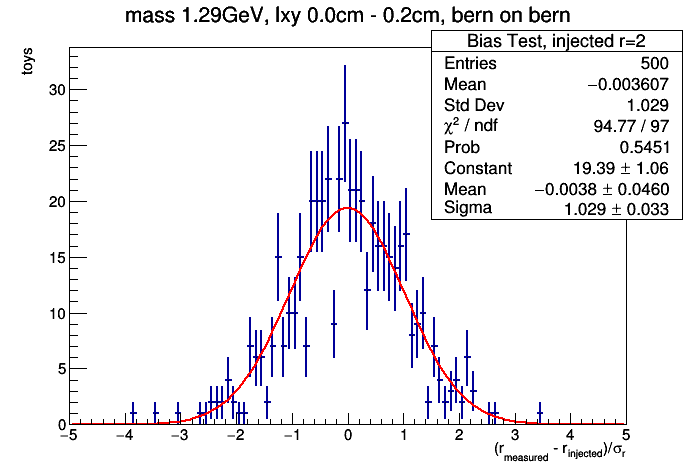 mass 1.29GeV, lxy 0.0cm - 0.2cm, bern on bern
Bias Test, injected r=2
Entries 500
Mean −0.003607
Std Dev 1.029
χ² / ndf 94.77 / 97
Prob 0.5451
Constant 19.39 ± 1.06
Mean −0.0038 ± 0.0460
Sigma 1.029 ± 0.033
toys
30
25
20
15
10
5
0
−5 −4 −3 −2 −1 0 1 2 3 4 5
(r_measured - r_injected)/σ_r